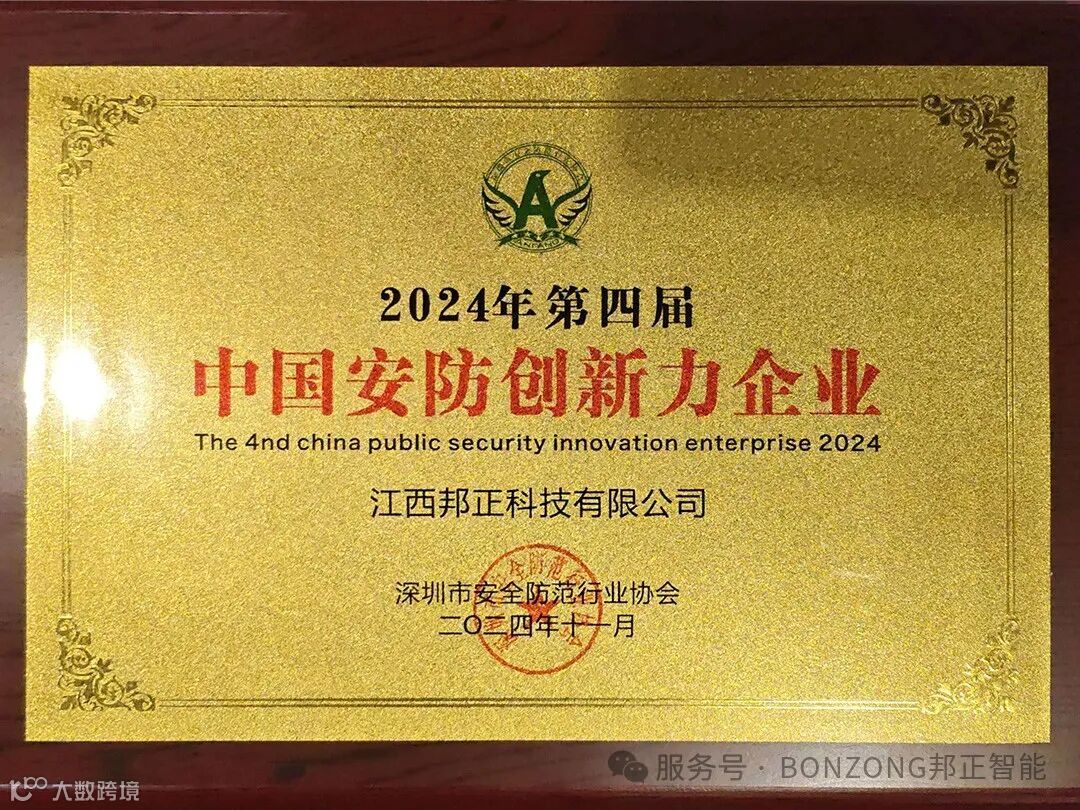 A
ANFANG
2024年第四届
中国安防创新力企业
The 4nd china public security innovation enterprise 2024
江西邦正科技有限公司
深圳市安全防范行业协会
二〇二四年十一月
服务号 · BONZONG邦正智能
大数跨境